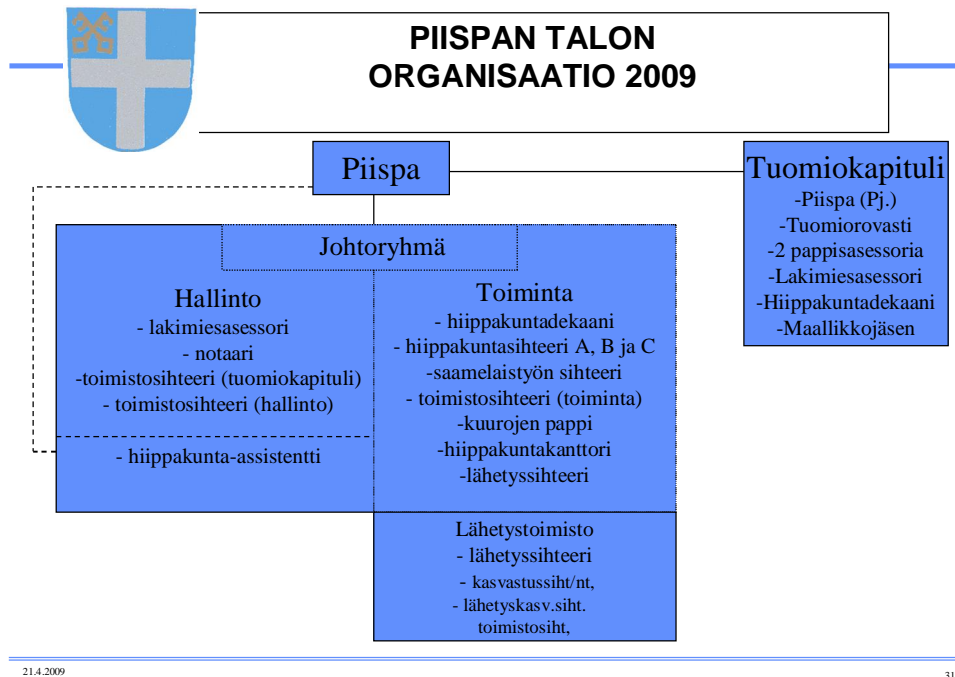 PIISPAN TALON
ORGANISAATIO 2009
Piispa
Tuomiokapituli
-Piispa (Pj.)
-Tuomiorovasti
-2 pappisasessoria
-Lakimiesasessori
-Hiippakuntadekaani
-Maallikkojäsen
Johtoryhmä
Hallinto
- lakimiesasessori
- notaari
-toimistosihteeri (tuomiokapituli)
- toimistosihteeri (hallinto)
- hiippakunta-assistentti
Toiminta
- hiippakuntadekaani
- hiippakuntasihteeri A, B ja C
-saamelaistyön sihteeri
- toimistosihteeri (toiminta)
-kuurojen pappi
-hiippakuntakanttori
-lähetyssihteeri
Lähetystoimisto
- lähetyssihteeri
- kasvastussiht/nt,
- lähetyskasv.siht.
toimistosiht,
21.4.2009
31